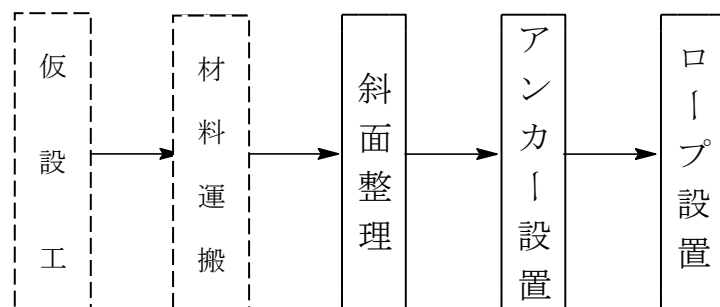 仮設工
材料運搬
斜面整理
アンカー設置
ロープ設置